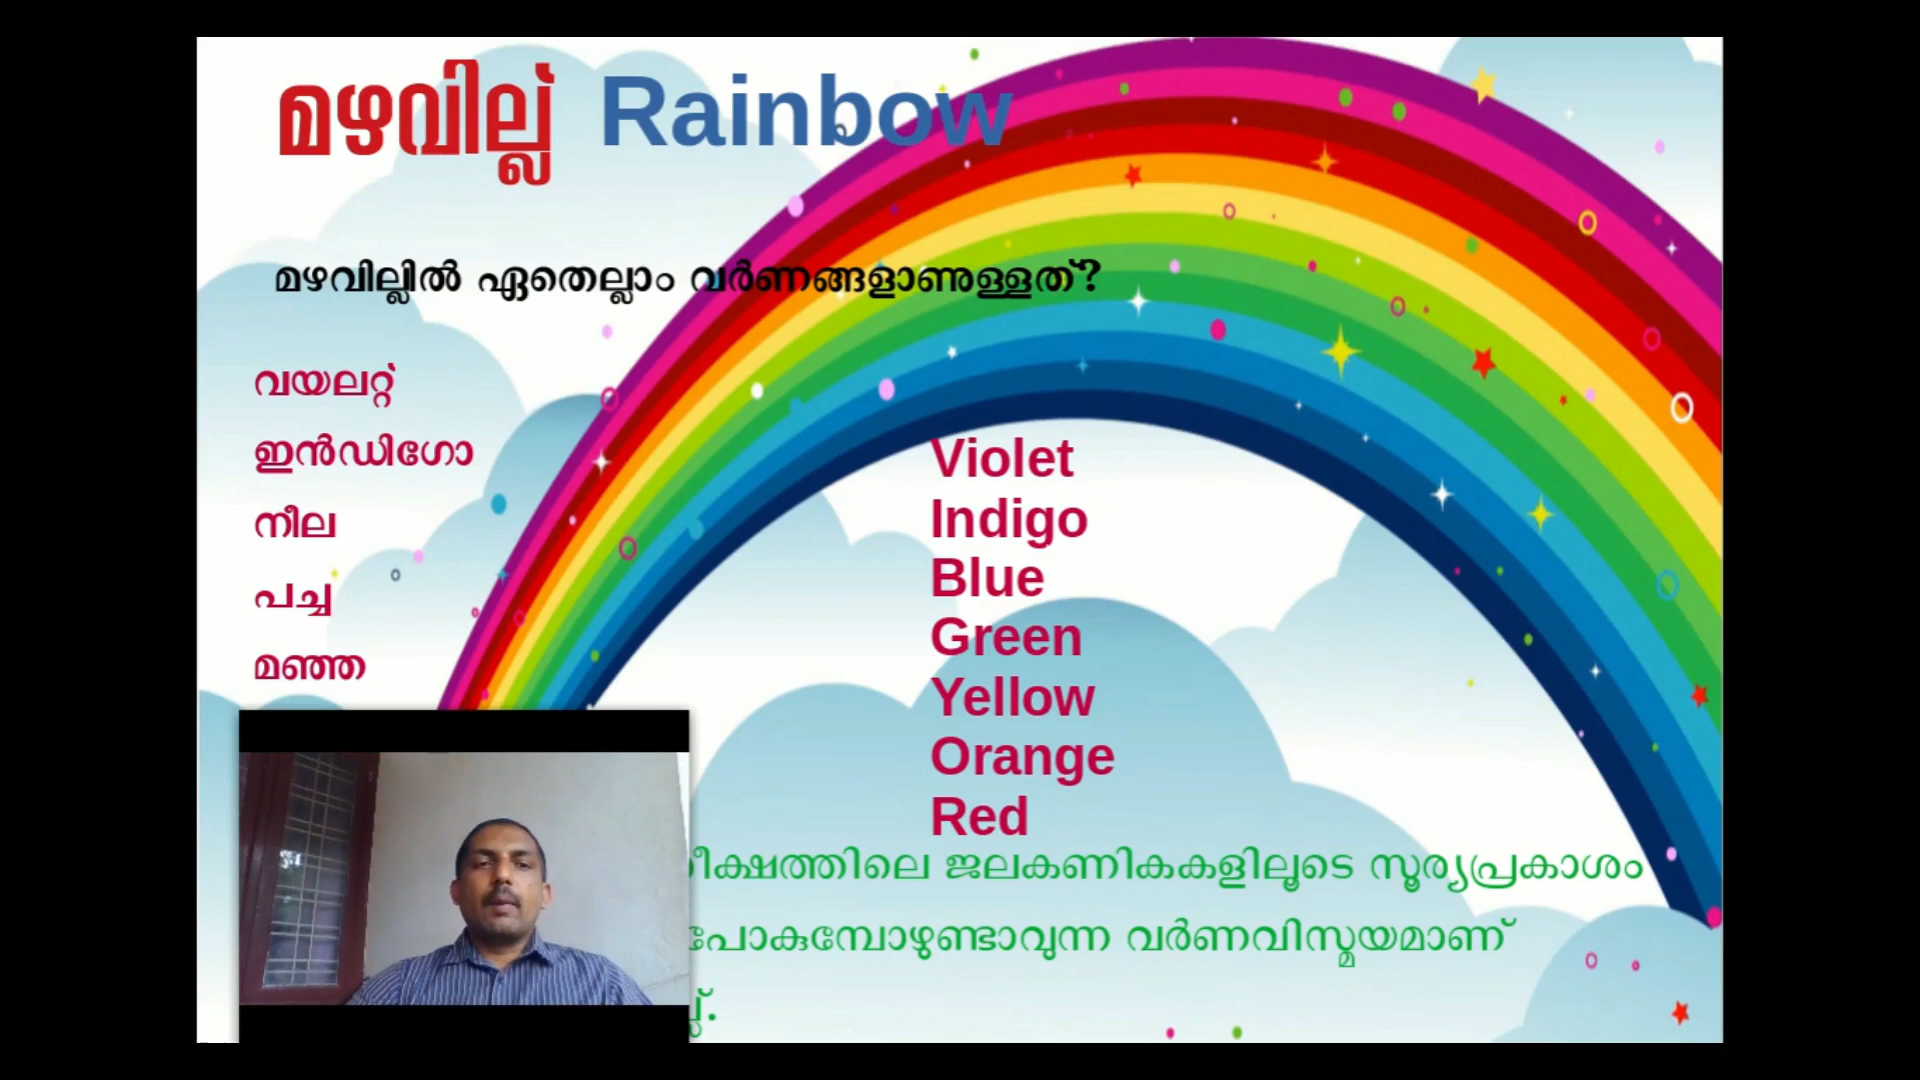 മഴവില്ല് Rainbow
മഴവില്ലിൽ ഏതെല്ലാം വർണങ്ങളാണുള്ളത്?
വയലറ്റ്
ഇൻഡിഗോ
നീല
പച്ച
മഞ്ഞ
Violet
Indigo
Blue
Green
Yellow
Orange
Red
ജലകണികകളിലൂടെ സൂര്യപ്രകാശം
വർണവിസ്മയമാണ്